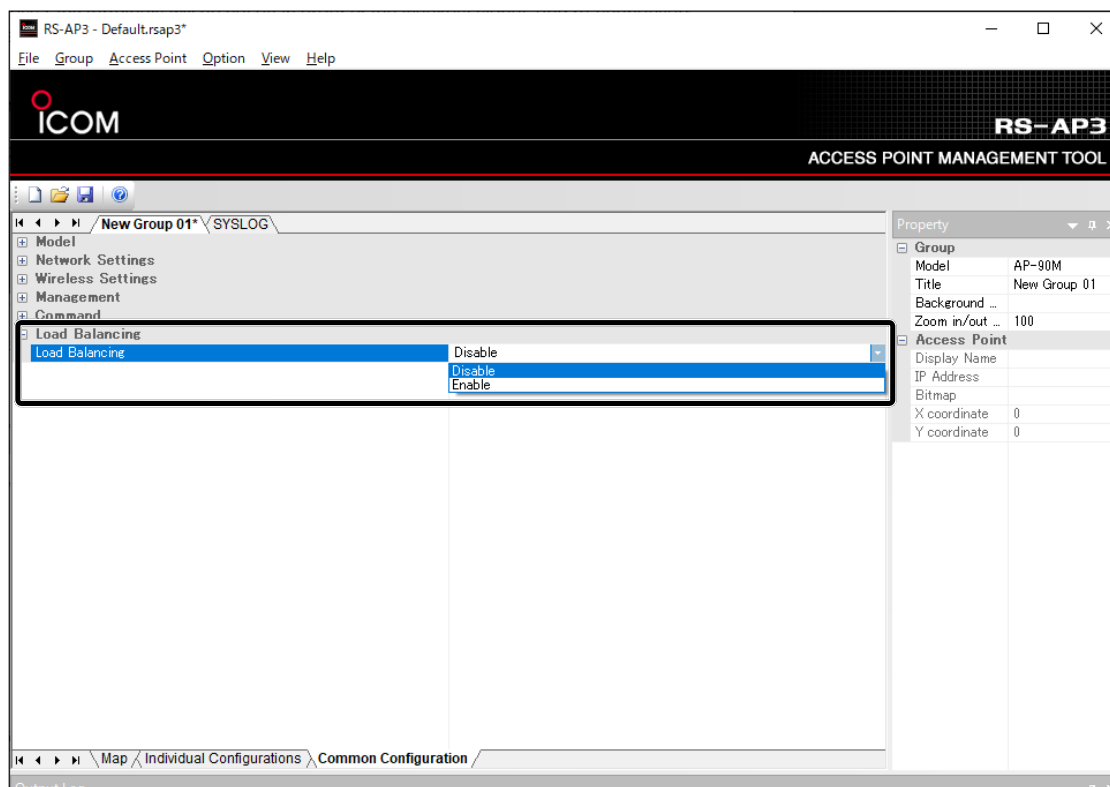 RS-AP3 - Default.rsap3*
File Group Access Point Option View Help
ICOM
RS-AP3
ACCESS POINT MANAGEMENT TOOL
New Group 01* SYSLOG
Model
Network Settings
Wireless Settings
Management
Command
Load Balancing
Load Balancing Disable
Disable
Enable
Property
Group
Model AP-90M
Title New Group 01
Background ...
Zoom in/out ... 100
Access Point
Display Name
IP Address
Bitmap
X coordinate 0
Y coordinate 0
Map Individual Configurations Common Configuration
Output Log